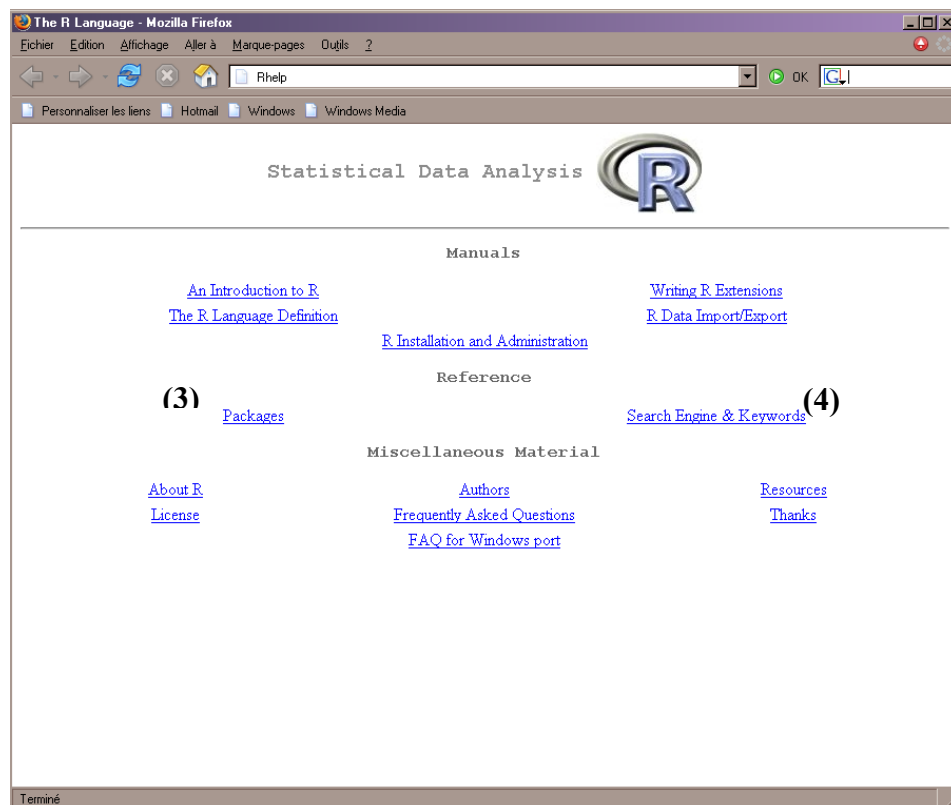 The R Language - Mozilla Firefox
Fichier Edition Affichage Aller à Marque-pages Outils ?
Rhelp OK G
Personnaliser les liens Hotmail Windows Windows Media
Statistical Data Analysis R
Manuals
An Introduction to R Writing R Extensions
The R Language Definition R Data Import/Export
R Installation and Administration
Reference
(3) Packages Search Engine & Keywords (4)
Miscellaneous Material
About R Authors Resources
License Frequently Asked Questions Thanks
FAQ for Windows port
Terminé